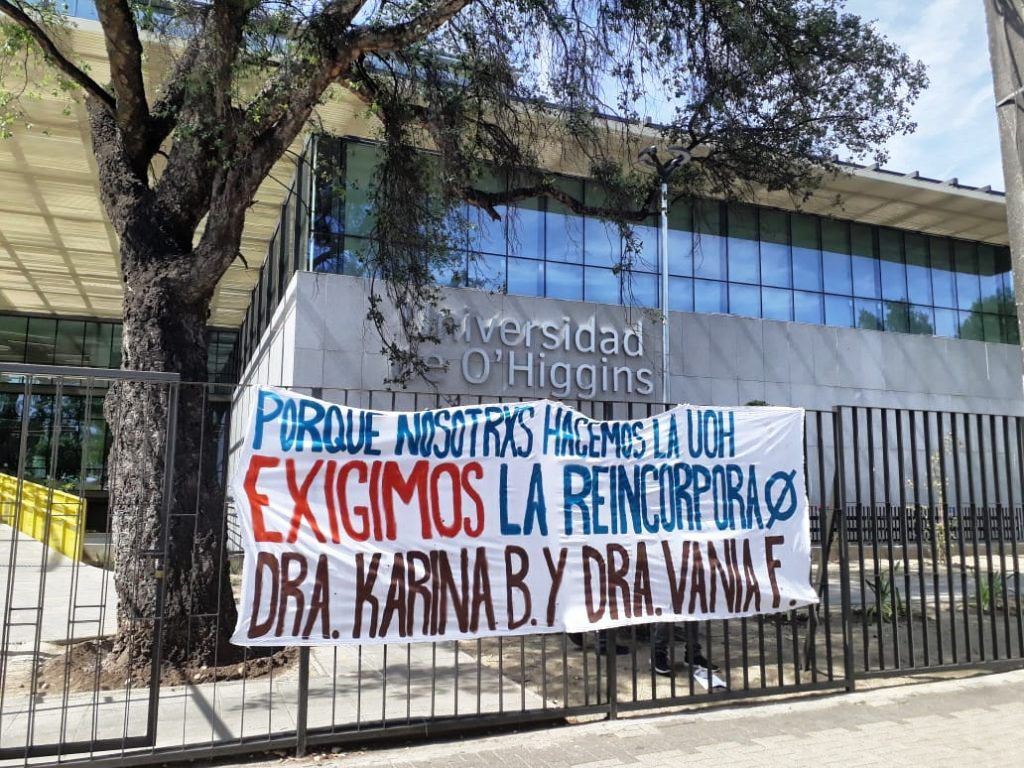 Universidad
de O'Higgins
PORQUE NOSOTRXS HACEMOS LA UOH
EXIGIMOS LA REINCORPORAØ
DRA. KARINA B. Y DRA. VANIA F.